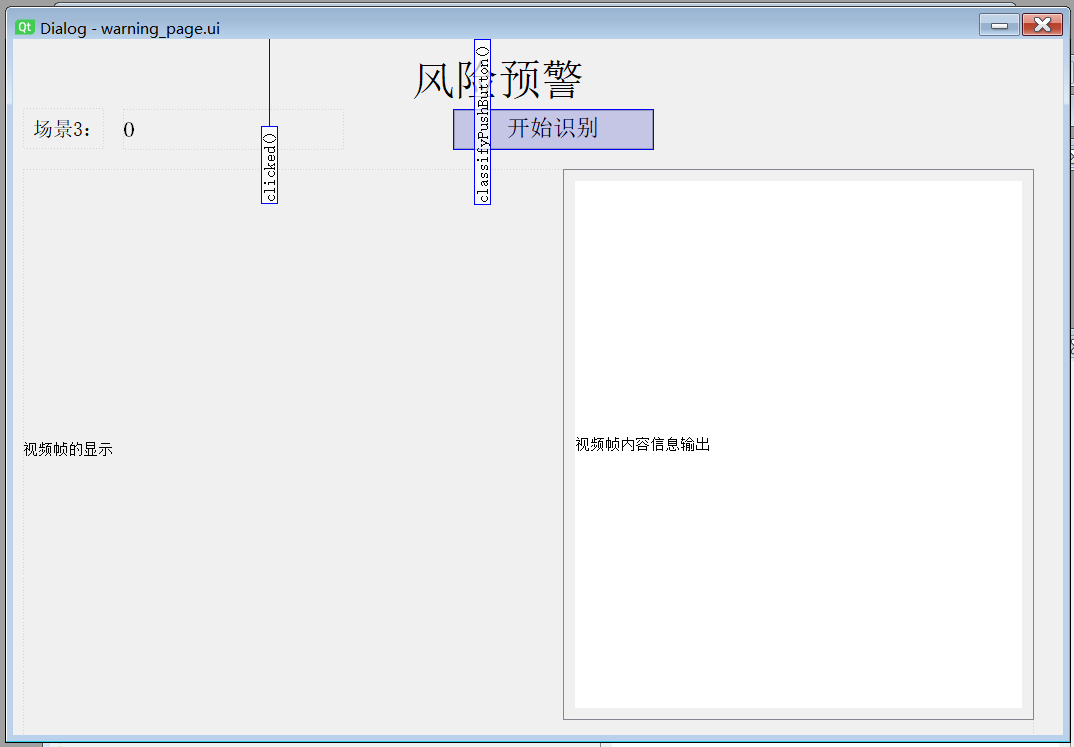 Qt Dialog - warning_page.ui
风险预警
场景3:
0
开始识别
clicked()
classifyPushButton()
视频帧的显示
视频帧内容信息输出